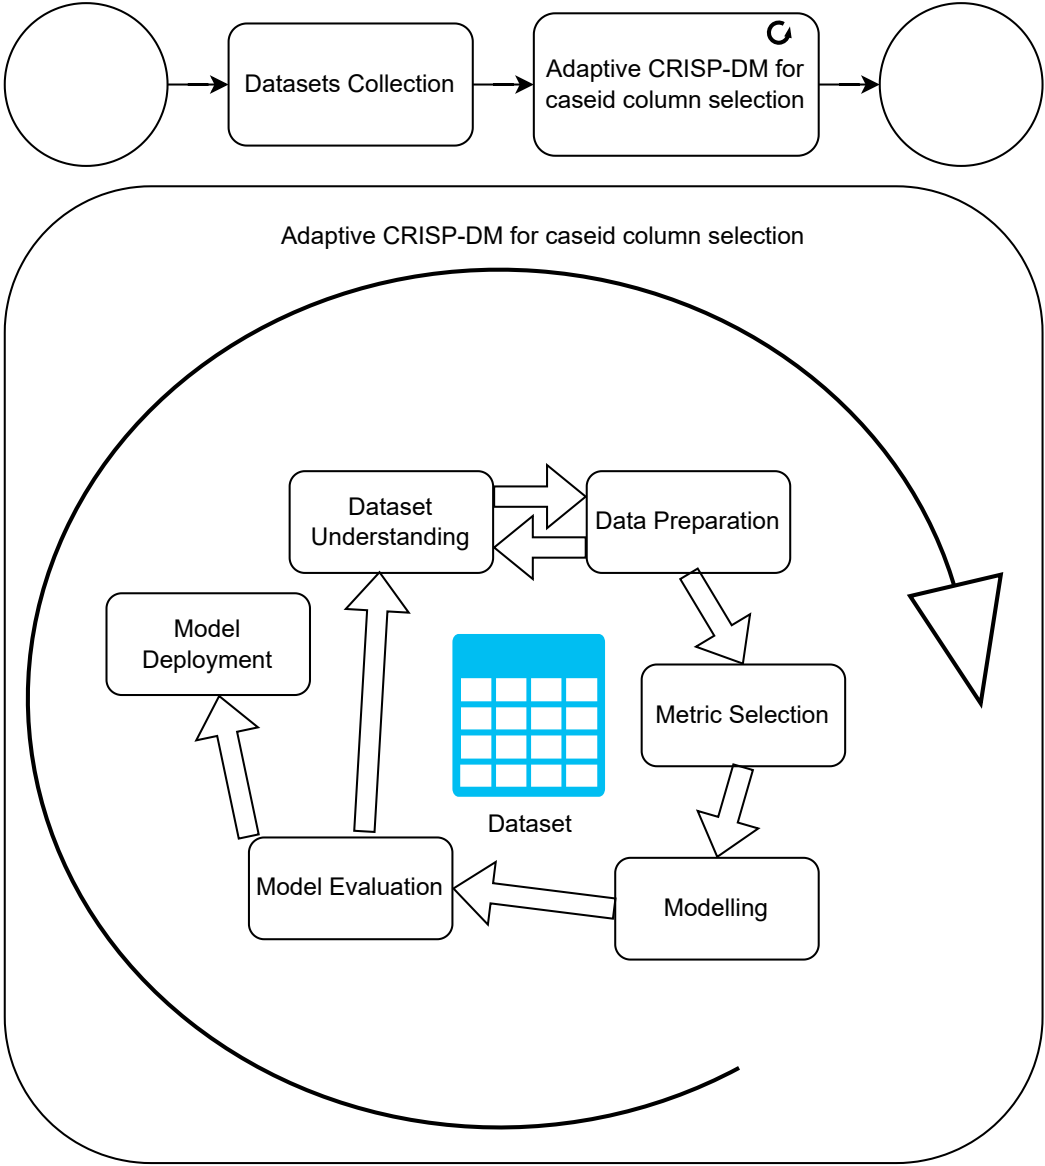 Datasets Collection
Adaptive CRISP-DM for
caseid column selection
Adaptive CRISP-DM for caseid column selection
Dataset
Understanding
Data Preparation
Model
Deployment
Metric Selection
Dataset
Model Evaluation
Modelling